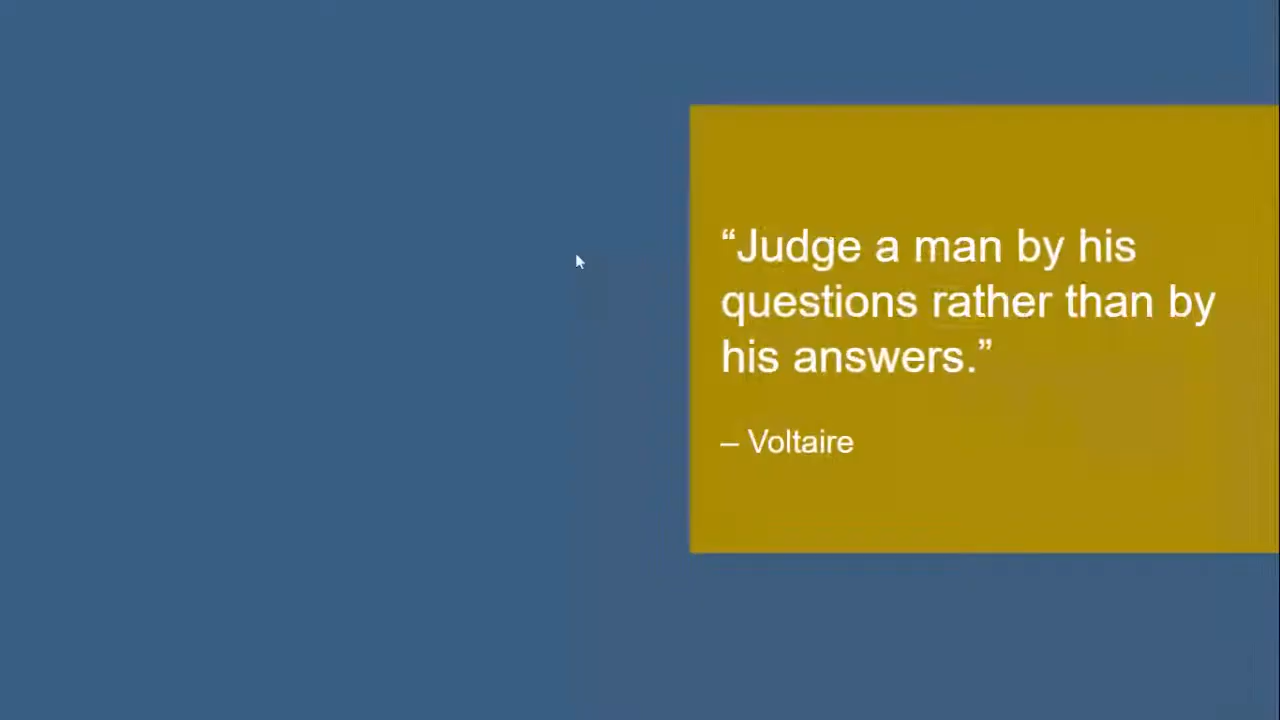 “Judge a man by his
questions rather than by
his answers.”
– Voltaire